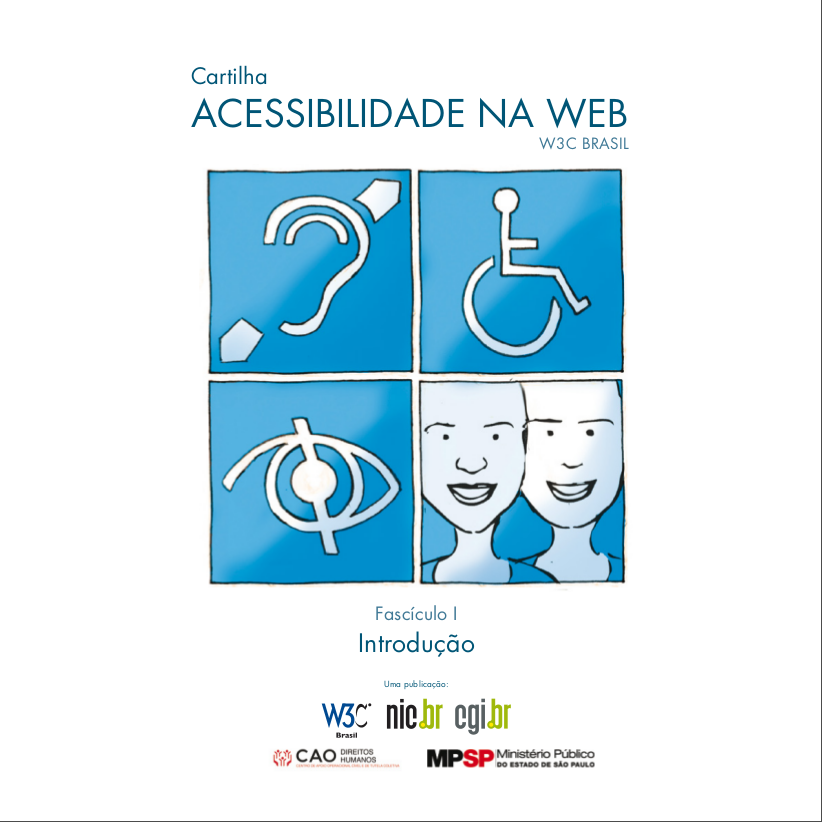 Cartilha
ACESSIBILIDADE NA WEB
W3C BRASIL
Fascículo I
Introdução
Uma publicação:
W3C nic.br cgi.br
Brasil
CAO DIREITOS HUMANOS
MPSP Ministério Público
DO ESTADO DE SÃO PAULO